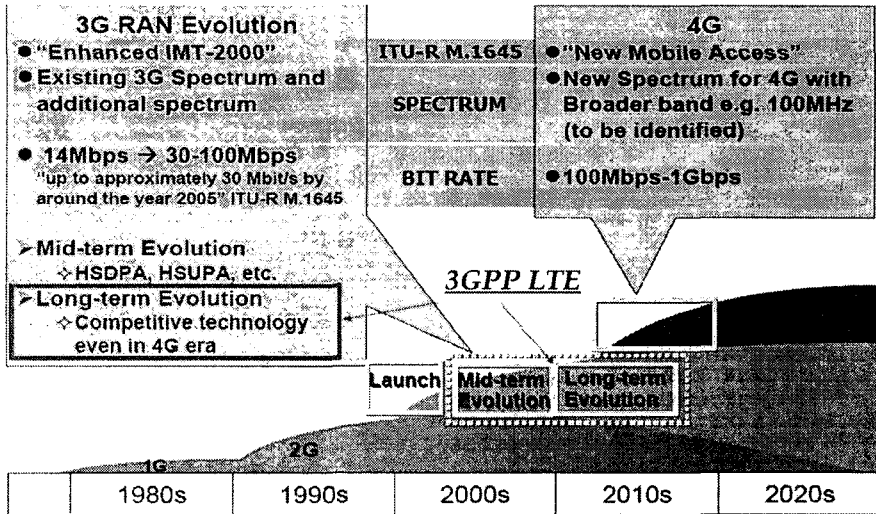 3G RAN Evolution
● "Enhanced IMT-2000"
● Existing 3G Spectrum and
additional spectrum
● 14Mbps → 30-100Mbps
"up to approximately 30 Mbit/s by
around the year 2005" ITU-R M.1645
➢ Mid-term Evolution
✧ HSDPA, HSUPA, etc.
➢ Long-term Evolution
✧ Competitive technology
even in 4G era
ITU-R M.1645
SPECTRUM
BIT RATE
4G
● "New Mobile Access"
● New Spectrum for 4G with
Broader band e.g. 100MHz
(to be identified)
● 100Mbps-1Gbps
3GPP LTE
Launch
Mid-term
Evolution
Long-term
Evolution
1G
2G
1980s
1990s
2000s
2010s
2020s